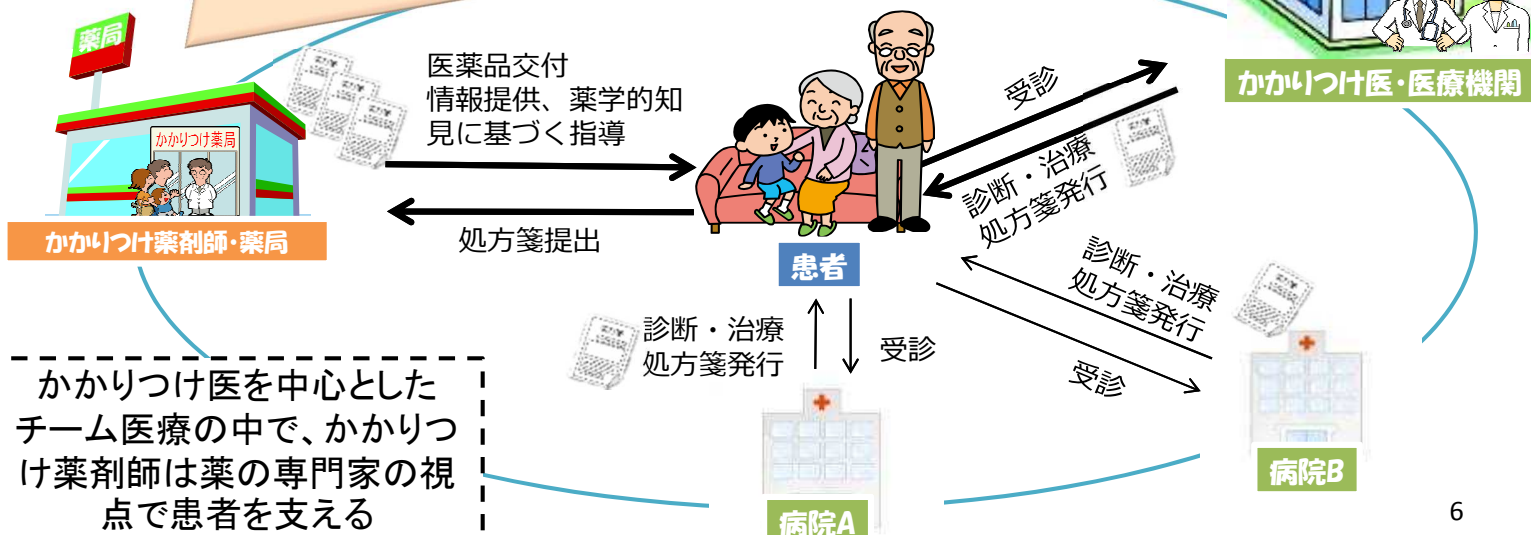 薬局
かかりつけ薬局
かかりつけ薬剤師・薬局
医薬品交付
情報提供、薬学的知
見に基づく指導
処方箋提出
患者
受診
診断・治療
処方箋発行
かかりつけ医・医療機関
診断・治療
処方箋発行
受診
病院B
診断・治療
処方箋発行
受診
病院A
かかりつけ医を中心とした
チーム医療の中で、かかりつ
け薬剤師は薬の専門家の視
点で患者を支える
6